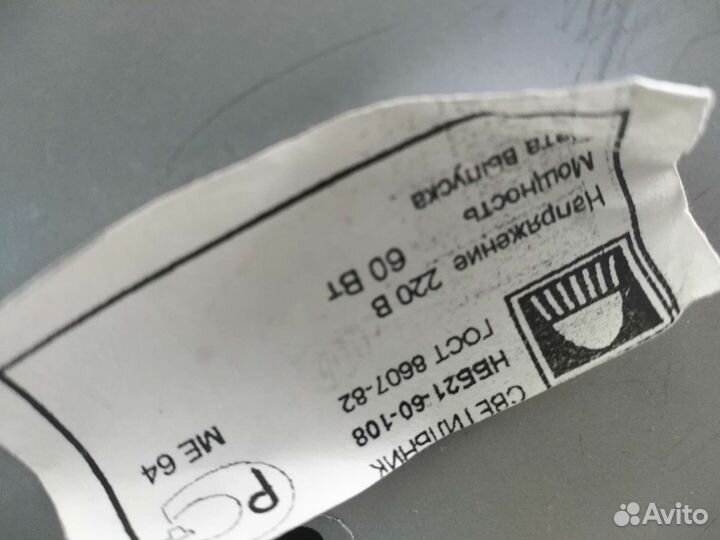 СВЕТИЛЬНИК
НББ21-60-108
ГОСТ 8607-82
Напряжение 220 В
Мощность 60 Вт
Дата выпуска
Р
МЕ 64
Avito